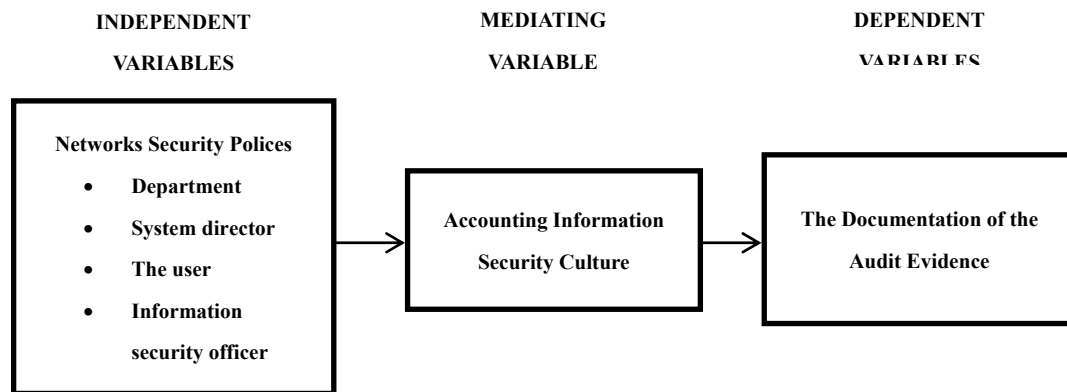 INDEPENDENT
VARIABLES
MEDIATING
VARIABLE
DEPENDENT
VARIABLES
Networks Security Polices
• Department
• System director
• The user
• Information
security officer
Accounting Information
Security Culture
The Documentation of the
Audit Evidence